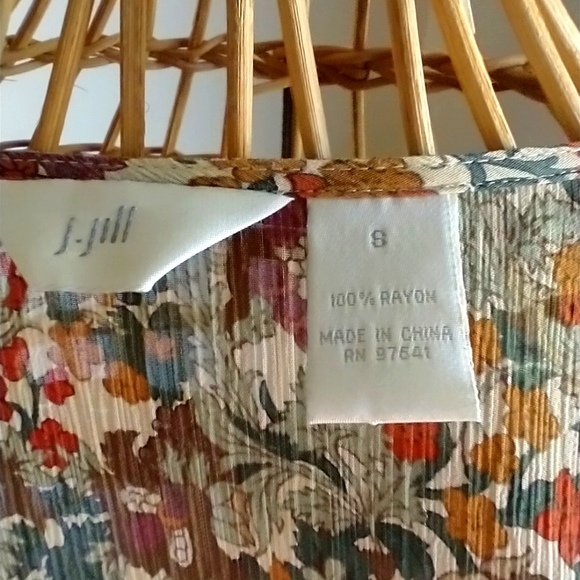 j.jill
S
100% RAYON
MADE IN CHINA
RN 97641